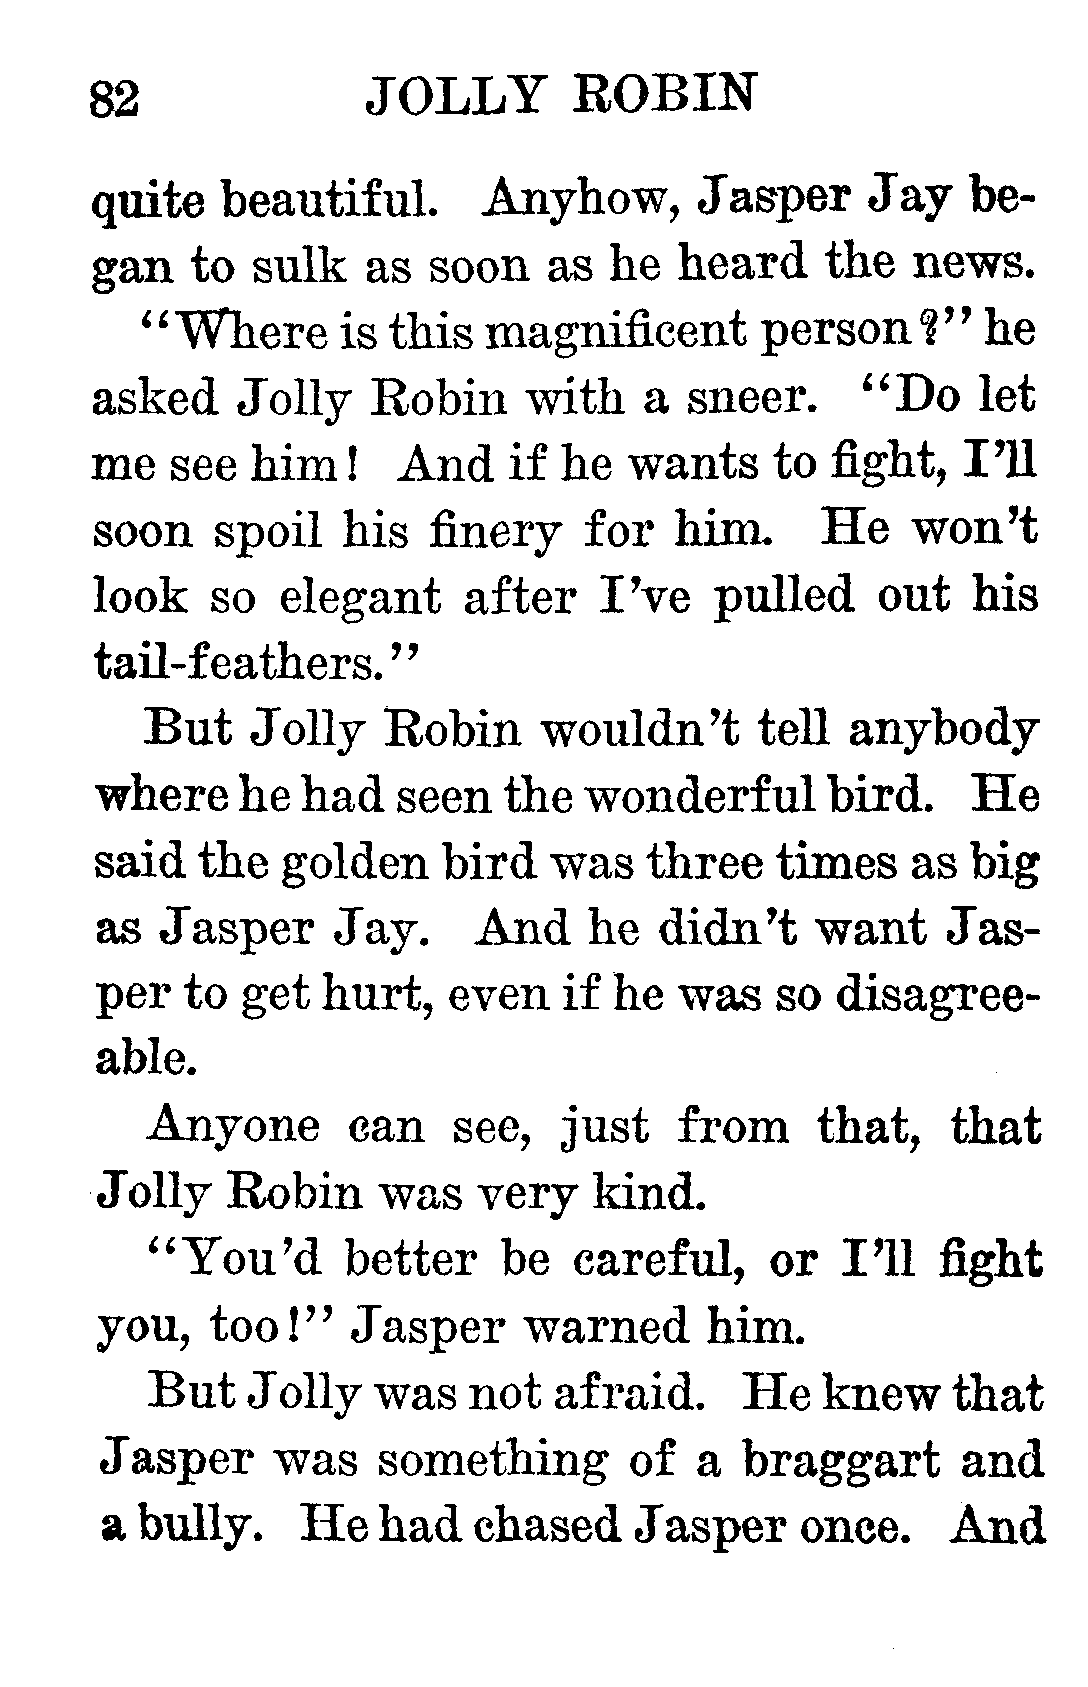 82 JOLLY ROBIN
quite beautiful. Anyhow, Jasper Jay be-
gan to sulk as soon as he heard the news.
“Where is this magnificent person?” he
asked Jolly Robin with a sneer. “Do let
me see him! And if he wants to fight, I’ll
soon spoil his finery for him. He won’t
look so elegant after I’ve pulled out his
tail-feathers.”
But Jolly Robin wouldn’t tell anybody
where he had seen the wonderful bird. He
said the golden bird was three times as big
as Jasper Jay. And he didn’t want Jas-
per to get hurt, even if he was so disagree-
able.
Anyone can see, just from that, that
Jolly Robin was very kind.
“You’d better be careful, or I’ll fight
you, too!” Jasper warned him.
But Jolly was not afraid. He knew that
Jasper was something of a braggart and
a bully. He had chased Jasper once. And